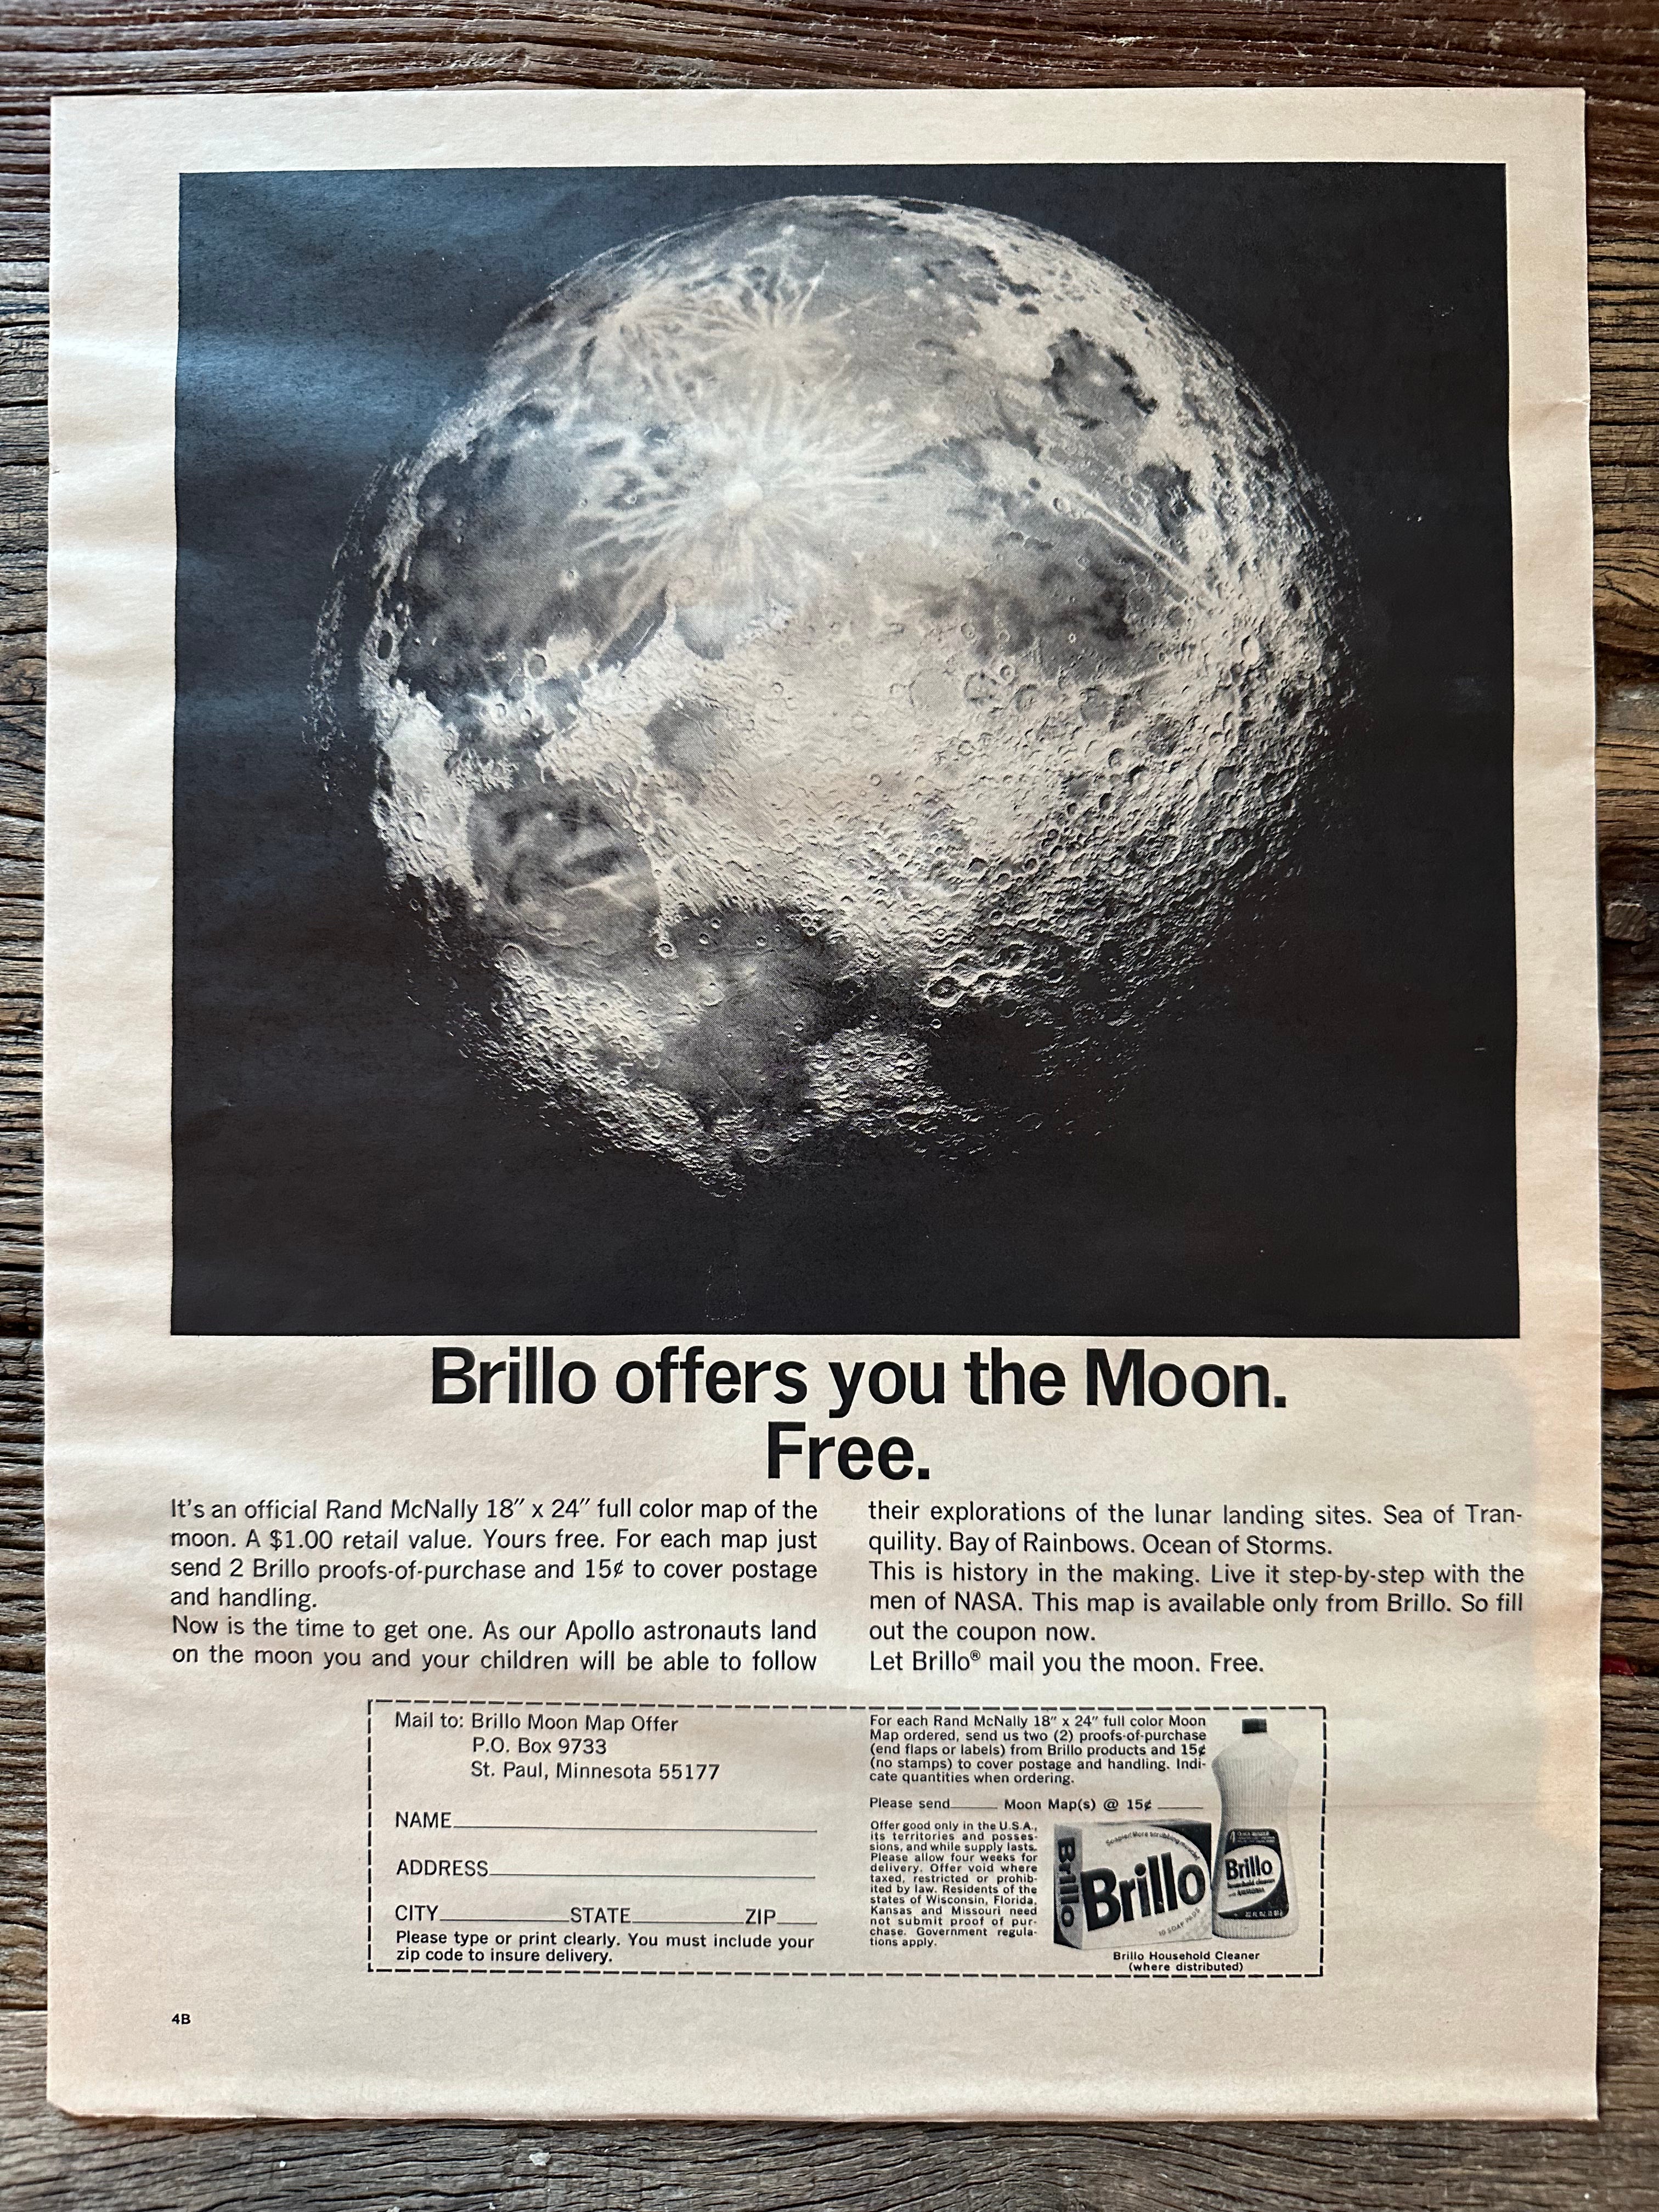 Brillo offers you the Moon.
Free.
It's an official Rand McNally 18" x 24" full color map of the
moon. A $1.00 retail value. Yours free. For each map just
send 2 Brillo proofs-of-purchase and 15¢ to cover postage
and handling.
Now is the time to get one. As our Apollo astronauts land
on the moon you and your children will be able to follow
their explorations of the lunar landing sites. Sea of Tran-
quility. Bay of Rainbows. Ocean of Storms.
This is history in the making. Live it step-by-step with the
men of NASA. This map is available only from Brillo. So fill
out the coupon now.
Let Brillo® mail you the moon. Free.
Mail to: Brillo Moon Map Offer
P.O. Box 9733
St. Paul, Minnesota 55177
NAME
ADDRESS
CITY STATE ZIP
Please type or print clearly. You must include your
zip code to insure delivery.
For each Rand McNally 18" x 24" full color Moon
Map ordered, send us two (2) proofs-of-purchase
(end flaps or labels) from Brillo products and 15¢
(no stamps) to cover postage and handling. Indi-
cate quantities when ordering.
Please send Moon Map(s) @ 15¢
Offer good only in the U.S.A.,
its territories and posses-
sions, and while supply lasts.
Please allow four weeks for
delivery. Offer void where
taxed, restricted or prohib-
ited by law. Residents of the
states of Wisconsin, Florida,
Kansas and Missouri need
not submit proof of pur-
chase. Government regula-
tions apply.
Brillo
Brillo
10 SOAP PADS
Brillo
household cleaner
with AMMONIA
Brillo Household Cleaner
(where distributed)
4B